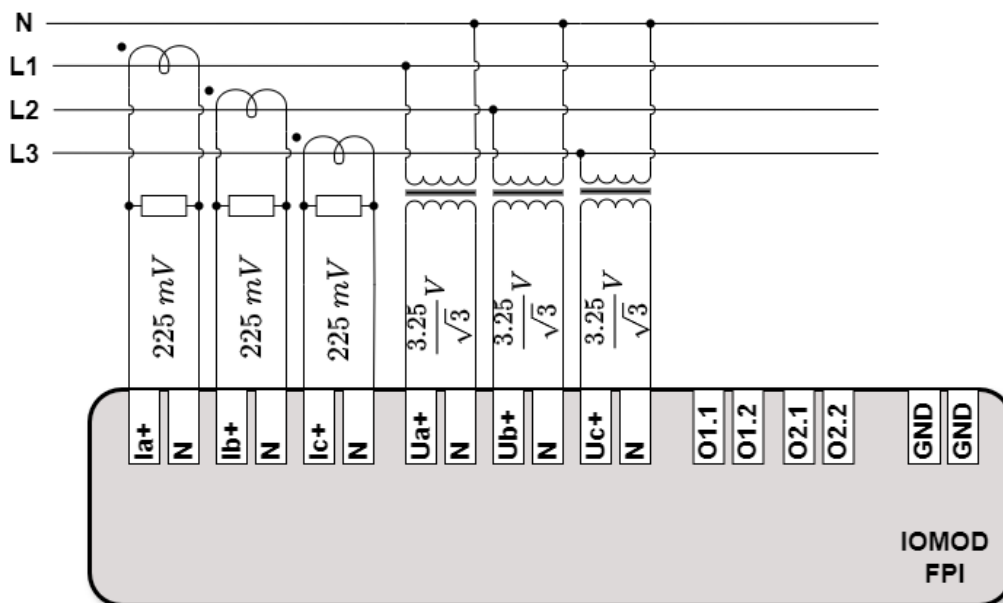 N
L1
L2
L3
225 mV
225 mV
225 mV
3.25/√3 V
3.25/√3 V
3.25/√3 V
Ia+
N
Ib+
N
Ic+
N
Ua+
N
Ub+
N
Uc+
N
O1.1
O1.2
O2.1
O2.2
GND
GND
IOMOD
FPI